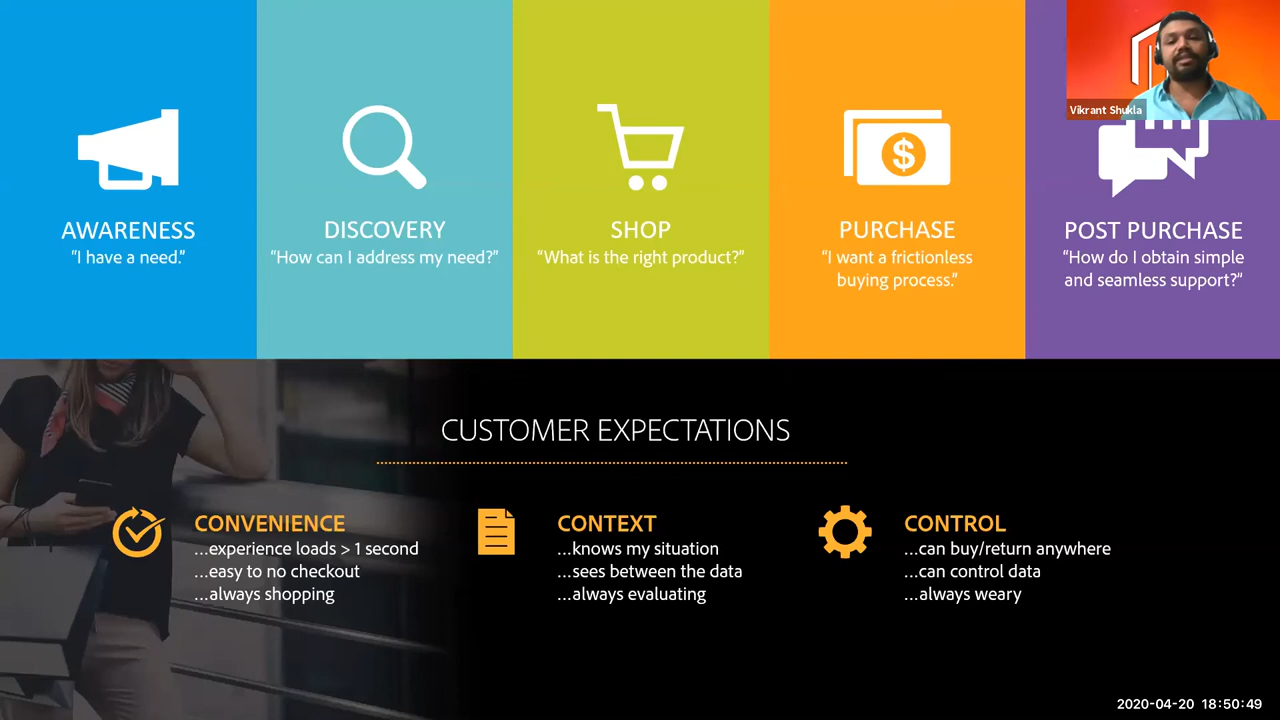 Vikrant Shukla
AWARENESS
“I have a need.”
DISCOVERY
“How can I address my need?”
SHOP
“What is the right product?”
$
PURCHASE
“I want a frictionless
buying process.”
POST PURCHASE
“How do I obtain simple
and seamless support?”
CUSTOMER EXPECTATIONS
CONVENIENCE
...experience loads > 1 second
...easy to no checkout
...always shopping
CONTEXT
...knows my situation
...sees between the data
...always evaluating
CONTROL
...can buy/return anywhere
...can control data
...always weary
2020-04-20 18:50:49